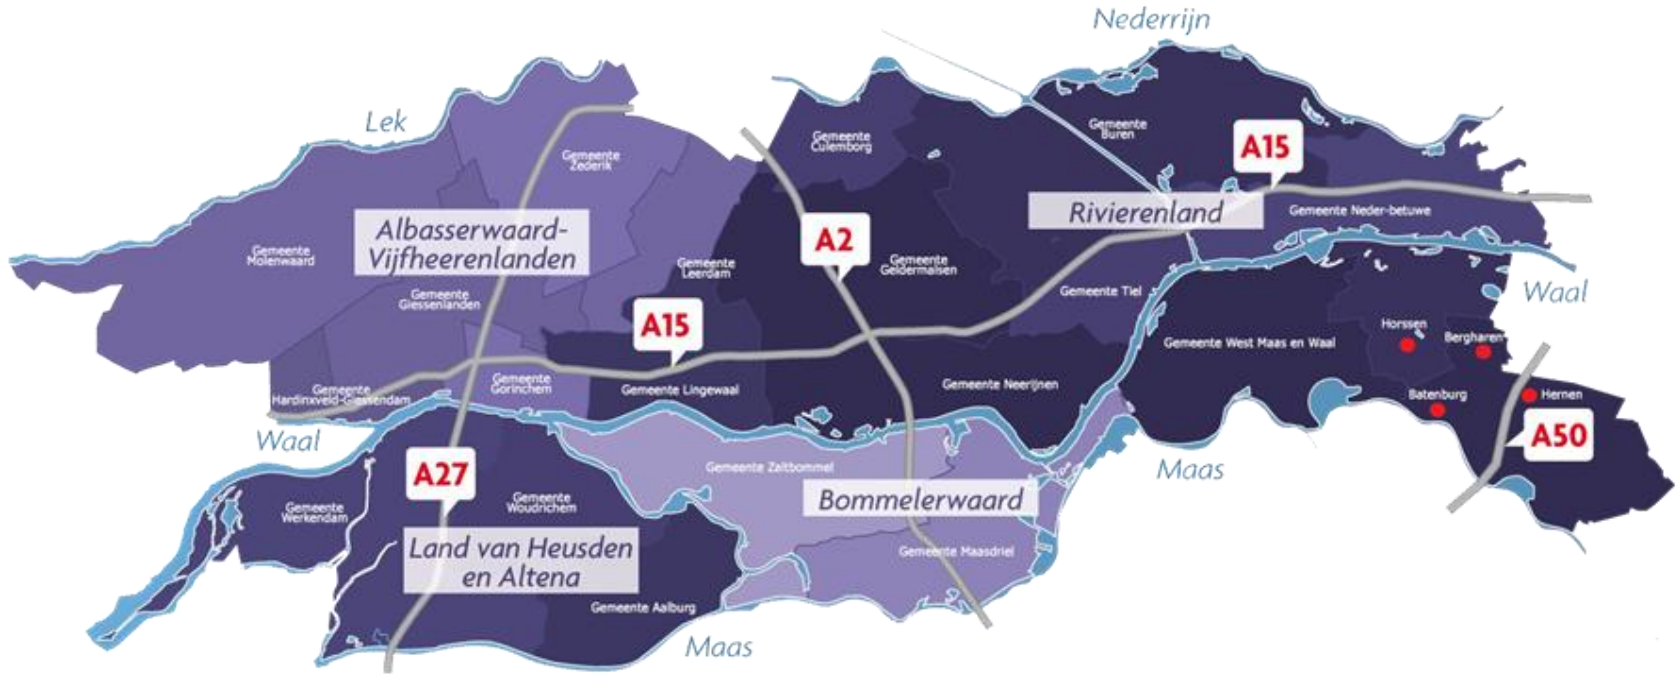 Nederrijn
Lek
Gemeente
Culemborg
Gemeente
Buren
A15
Gemeente
Zederik
Albasserwaard-
Vijfheerenlanden
Gemeente
Molenwaard
Rivierenland
Gemeente Neder-betuwe
A2
Gemeente
Leerdam
Gemeente
Geldermalsen
Gemeente Tiel
Waal
Gemeente
Giessenlanden
A15
Horssen
Bergharen
Gemeente West Maas en Waal
Gemeente
Hardinxveld-Giessendam
Gemeente
Gorinchem
Gemeente Lingewaal
Gemeente Neerijnen
Batenburg
Hernen
A50
Waal
A27
Gemeente Zaltbommel
Maas
Gemeente
Werkendam
Gemeente
Woudrichem
Bommelerwaard
Land van Heusden
en Altena
Gemeente Maasdriel
Gemeente Aalburg
Maas